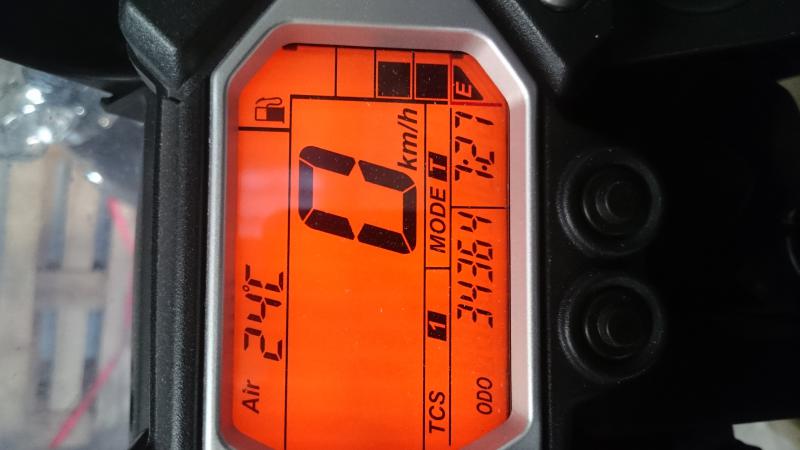 Air 24°C
0 km/h
E
TCS 1 MODE T
ODO 34364 7:27